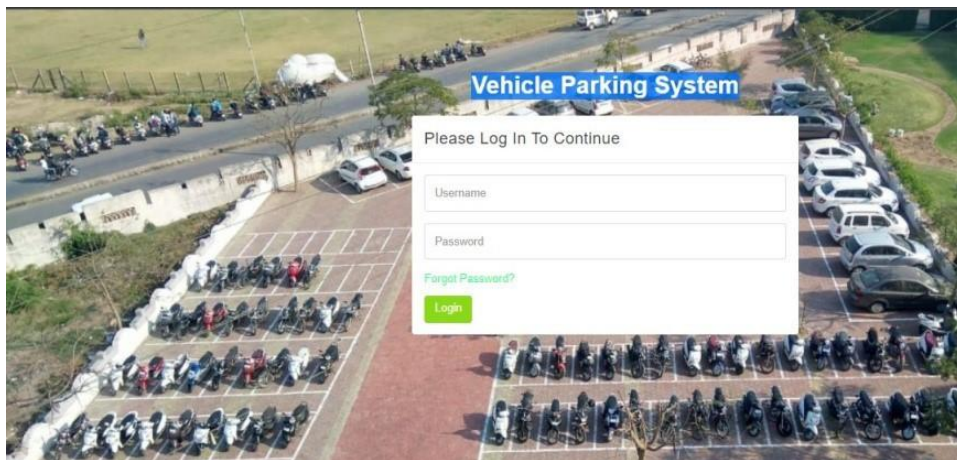 Vehicle Parking System
Please Log In To Continue
Username
Password
Forgot Password?
Login